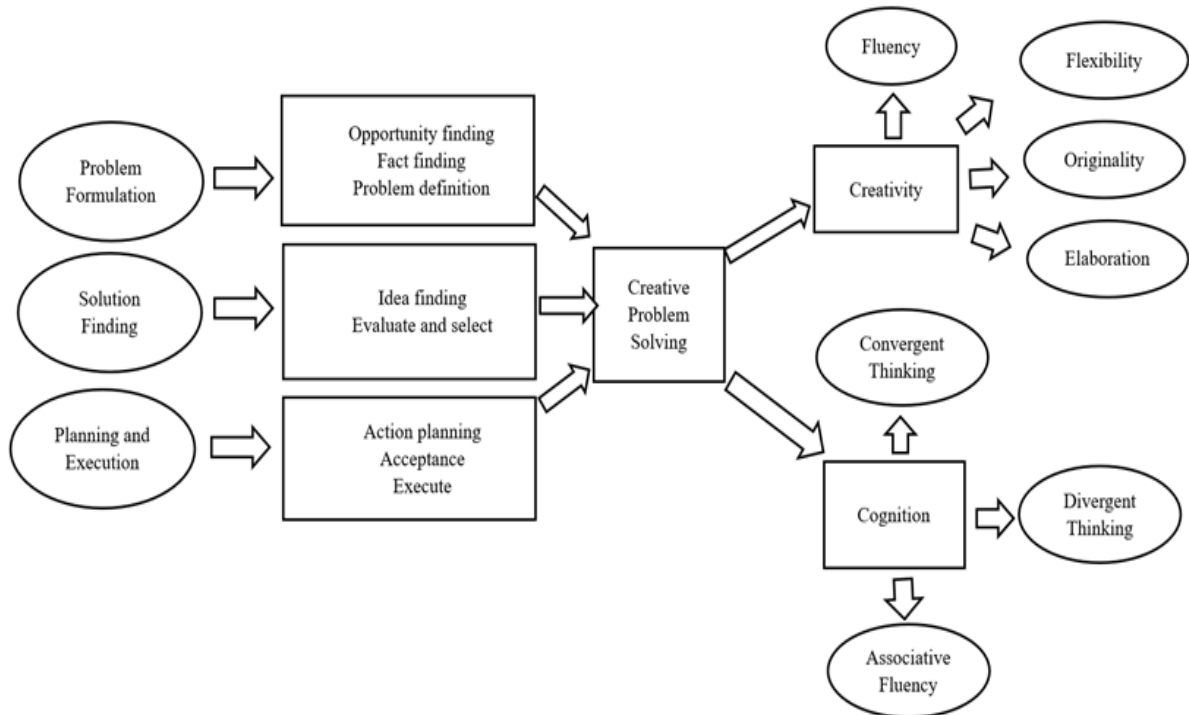 Problem
Formulation
Opportunity finding
Fact finding
Problem definition
Solution
Finding
Idea finding
Evaluate and select
Planning and
Execution
Action planning
Acceptance
Execute
Creative
Problem
Solving
Creativity
Fluency
Flexibility
Originality
Elaboration
Cognition
Convergent
Thinking
Divergent
Thinking
Associative
Fluency